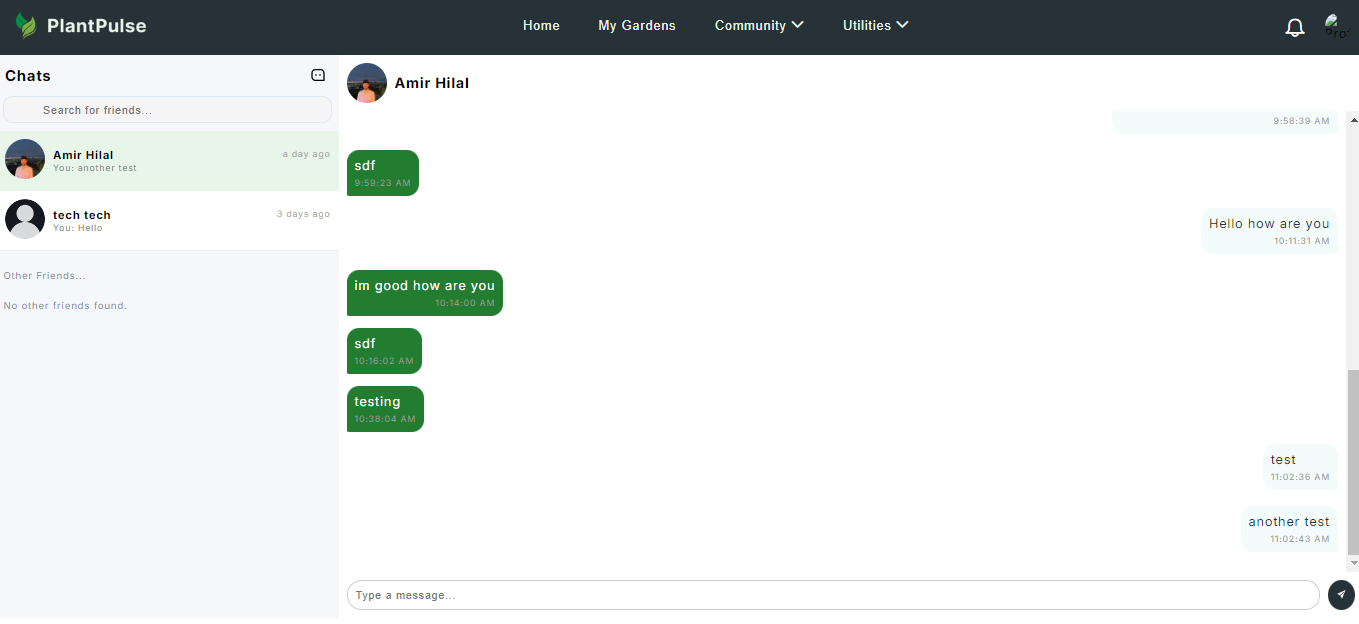 PlantPulse
Home
My Gardens
Community
Utilities
Chats
Search for friends...
Amir Hilal
a day ago
You: another test
tech tech
3 days ago
You: Hello
Other Friends...
No other friends found.
Amir Hilal
9:58:39 AM
sdf
9:59:23 AM
Hello how are you
10:11:31 AM
im good how are you
10:14:00 AM
sdf
10:16:02 AM
testing
10:38:04 AM
test
11:02:36 AM
another test
11:02:43 AM
Type a message...